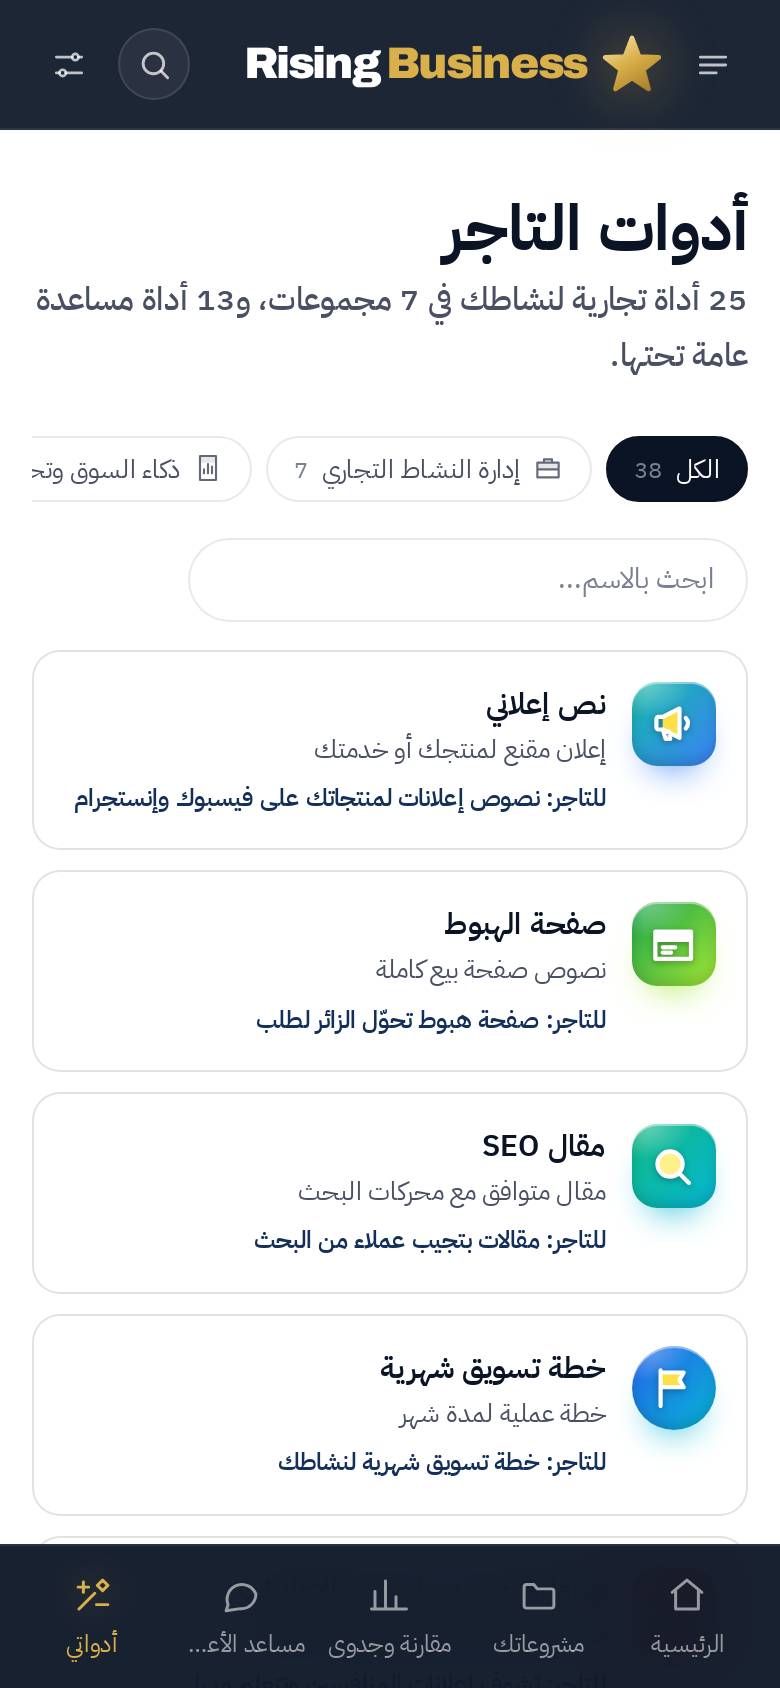 Rising Business
أدوات التاجر
25 أداة تجارية لنشاطك في 7 مجموعات، و13 أداة مساعدة
عامة تحتها.
الكل 38
إدارة النشاط التجاري 7
ذكاء السوق وتح
ابحث بالاسم...
نص إعلاني
إعلان مقنع لمنتجك أو خدمتك
للتاجر: نصوص إعلانات لمنتجاتك على فيسبوك وإنستجرام
صفحة الهبوط
نصوص صفحة بيع كاملة
للتاجر: صفحة هبوط تحوّل الزائر لطلب
مقال SEO
مقال متوافق مع محركات البحث
للتاجر: مقالات بتجيب عملاء من البحث
خطة تسويق شهرية
خطة عملية لمدة شهر
للتاجر: خطة تسويق شهرية لنشاطك
الرئيسية
مشروعاتك
مقارنة وجدوى
مساعد الأع...
أدواتي